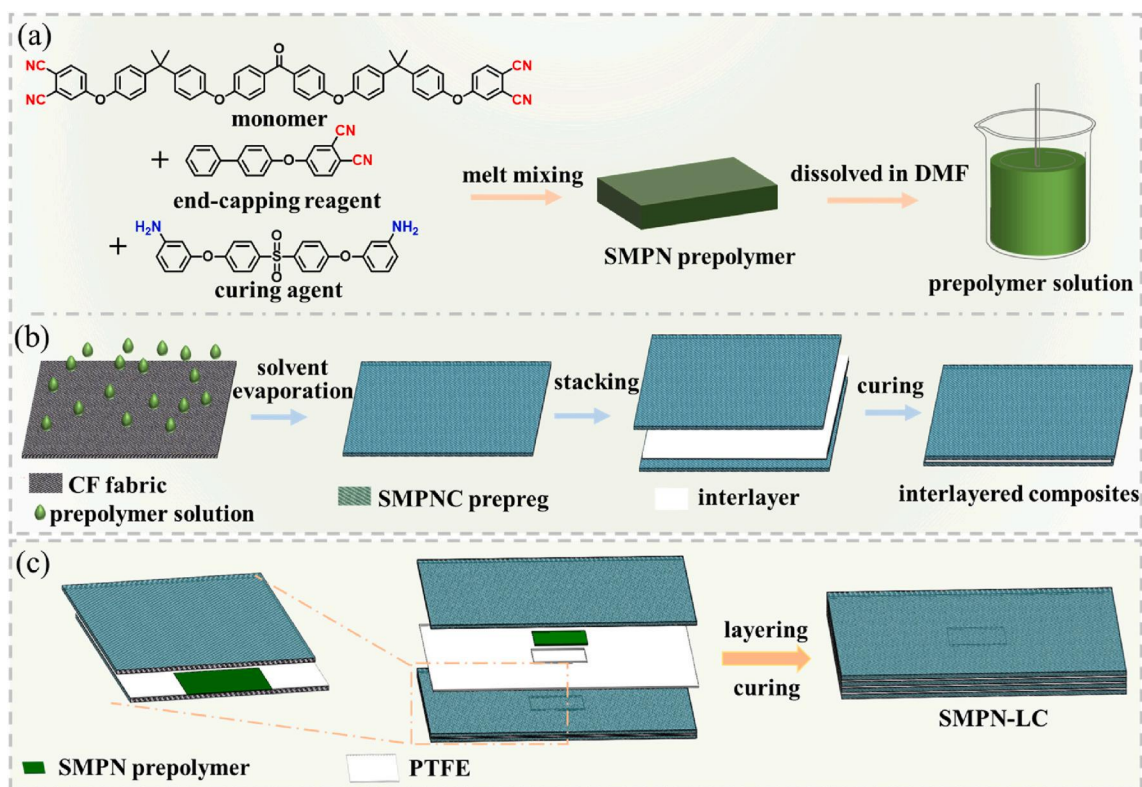 (a)
NC
NC
O
O
O
O
O
CN
CN
monomer
+
O
CN
CN
end-capping reagent
+
H₂N
O
O
S
O
O
NH₂
curing agent
melt mixing
SMPN prepolymer
dissolved in DMF
prepolymer solution
(b)
solvent
evaporation
stacking
curing
CF fabric
prepolymer solution
SMPNC prepreg
interlayer
interlayered composites
(c)
layering
curing
SMPN-LC
SMPN prepolymer
PTFE